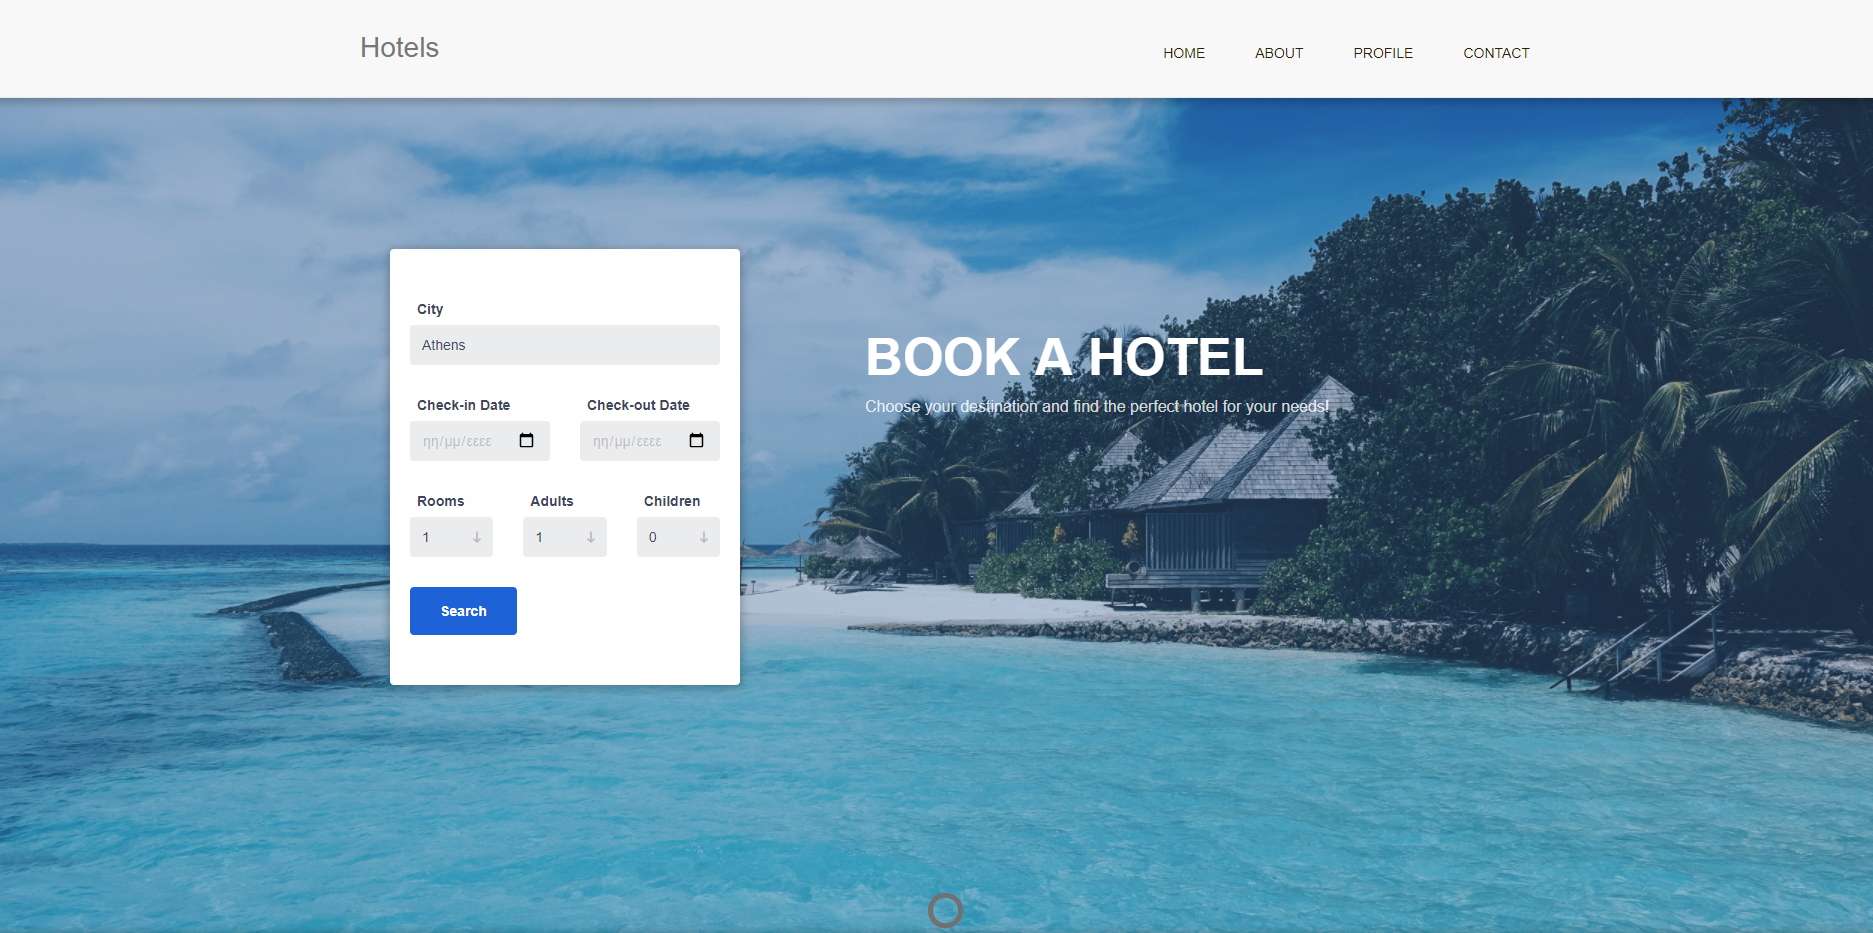 Hotels
HOME ABOUT PROFILE CONTACT
City
Athens
Check-in Date Check-out Date
ηη/μμ/εεεε ηη/μμ/εεεε
Rooms Adults Children
1 1 0
Search
BOOK A HOTEL
Choose your destination and find the perfect hotel for your needs!